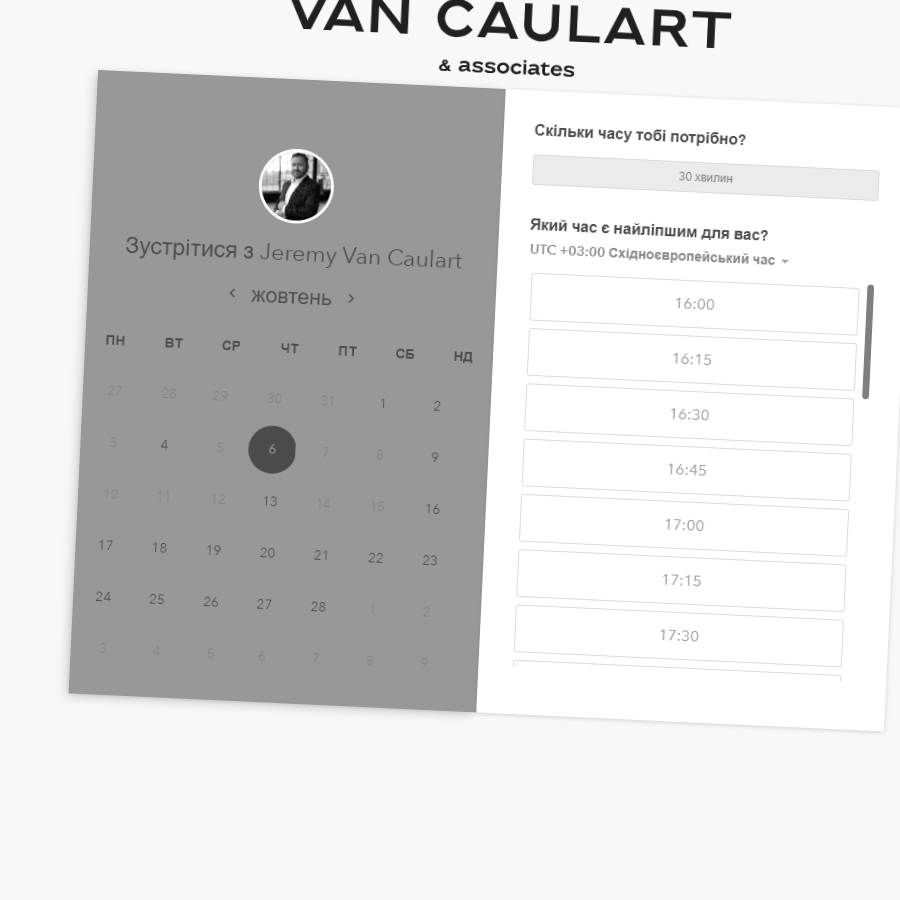 VAN CAULART
& associates
Зустрітися з Jeremy Van Caulart
жовтень
ПН ВТ СР ЧТ ПТ СБ НД
27 28 29 30 31 1 2
3 4 5 6 7 8 9
10 11 12 13 14 15 16
17 18 19 20 21 22 23
24 25 26 27 28 1 2
3 4 5 6 7 8 9
Скільки часу тобі потрібно?
30 хвилин
Який час є найліпшим для вас?
UTC +03:00 Східноєвропейський час
16:00
16:15
16:30
16:45
17:00
17:15
17:30